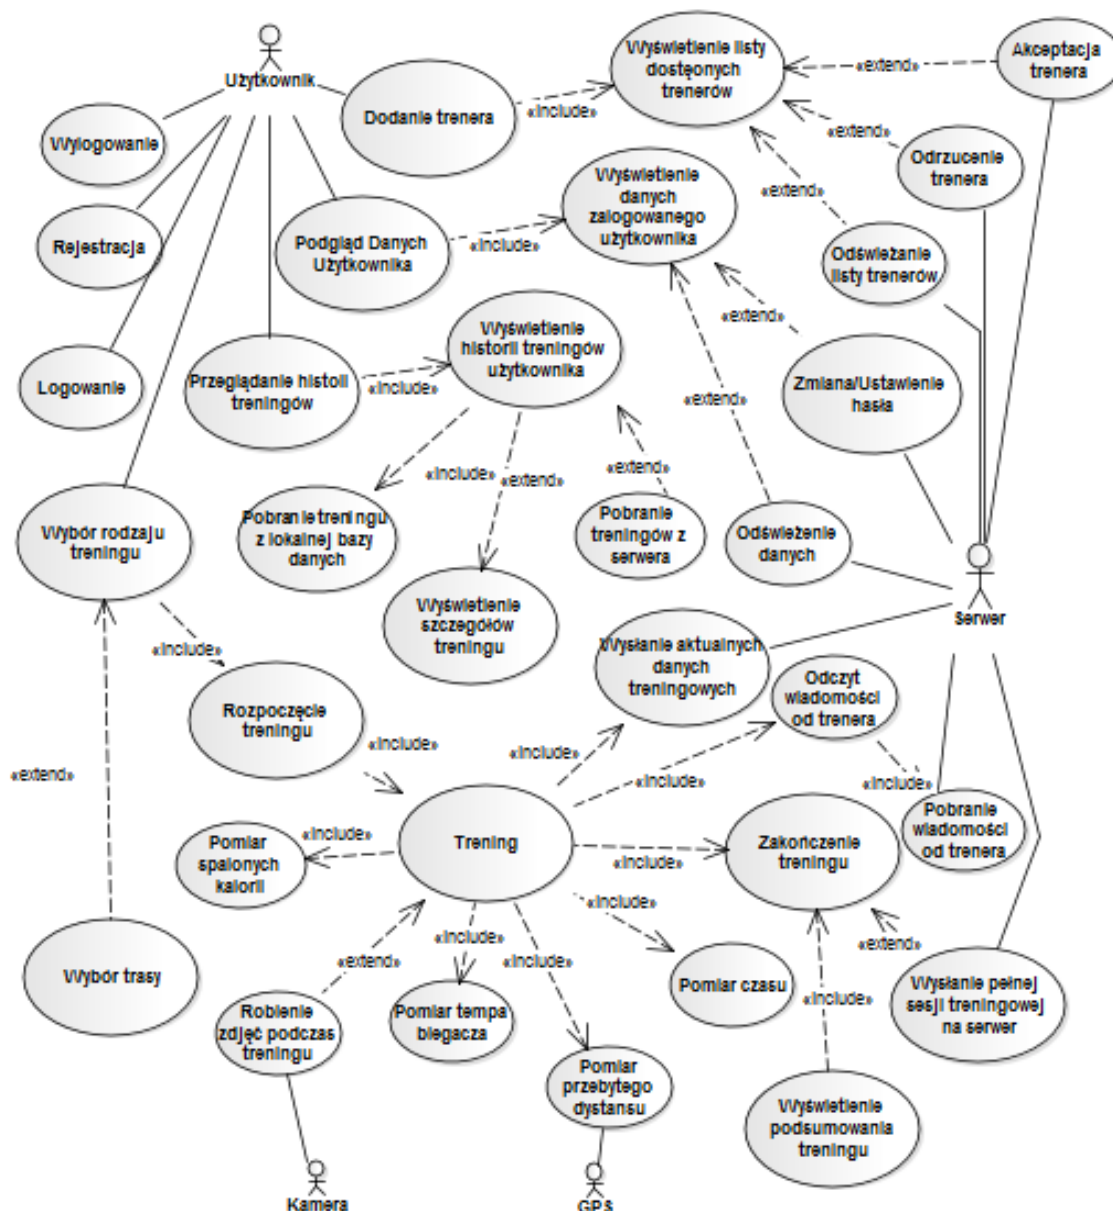 Użytkownik
Wyświetlenie listy
dostęonych
trenerów
Akceptacja
trenera
«extend»
Dodanie trenera
«include»
Wylogowanie
«extend»
Odrzucenie
trenera
Wyświetlenie
danych
zalogowanego
użytkownika
«extend»
Rejestracja
Podgląd Danych
Użytkownika
«include»
Odświeżanie
listy trenerów
«extend»
Wyświetlenie
historii treningów
użytkownika
Logowanie
Przeglądanie histoii
treningów
«include»
Zmiana/Ustawienie
hasła
«extend»
«include»
«extend»
«extend»
Wybór rodzaju
treningu
Pobranie treningu
z lokalnej bazy
danych
Pobranie
treningów z
serwera
Odświeżenie
danych
Wyświetlenie
szczegółów
treningu
Serwer
«include»
Wysłanie aktualnych
danych
treningowych
Odczyt
wiadomości
od trenera
Rozpoczęcie
treningu
«include»
«include»
«include»
«include»
«extend»
Pobranie
wiadomości
od trenera
Trening
Zakończenie
treningu
«include»
«include»
Pomiar
spalonych
kalorii
«include»
«include»
«include»
«extend»
«extend»
Wybór trasy
Pomiar czasu
«include»
Wysłanie pełnej
sesji treningowej
na serwer
Robienie
zdjęć podczas
treningu
Pomiar tempa
biegacza
Pomiar
przebytego
dystansu
Wyświetlenie
podsumowania
treningu
Kamera
GPS